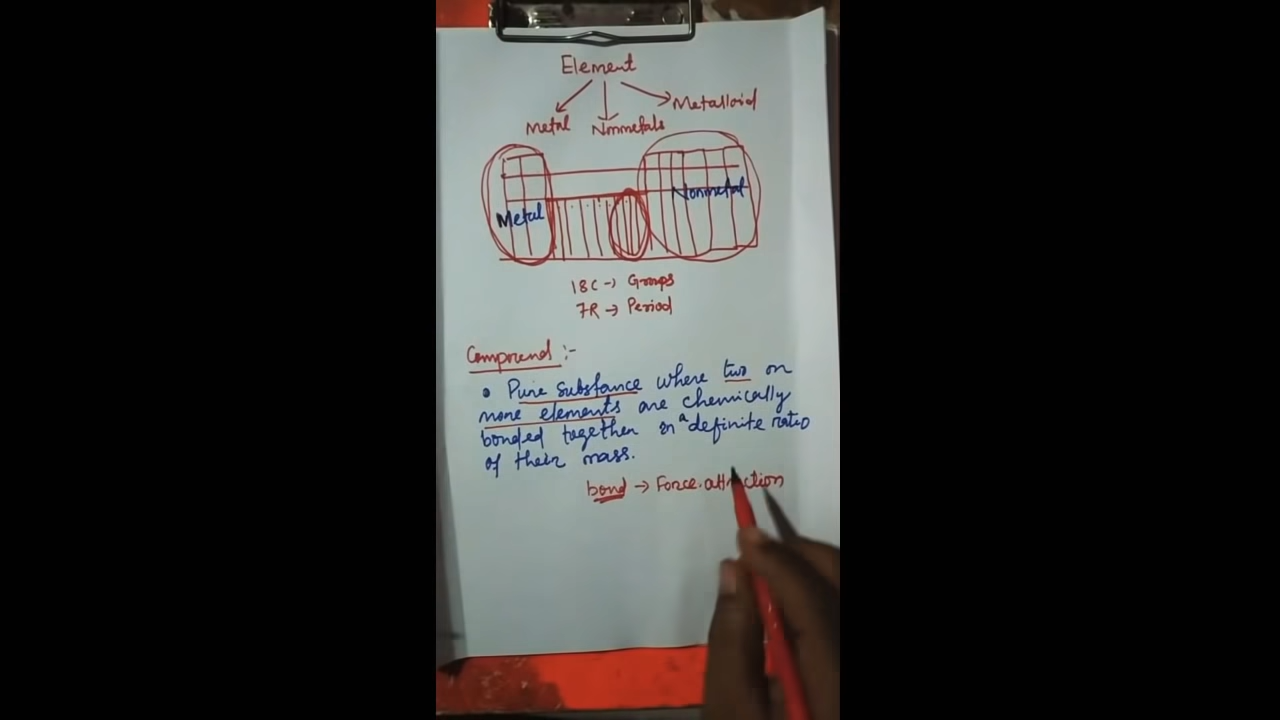 Element
Metal Nonmetals Metalloid
Metal Nonmetal
18C → Groups
7R → Period
Compound :-
• Pure substance where two or
more elements are chemically
bonded together in a definite ratio
of their mass.
bond → Force.attraction